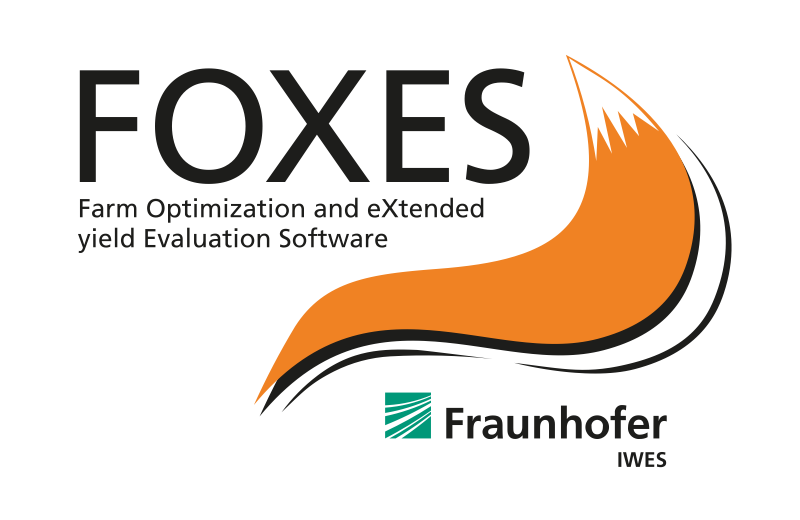 FOXES
Farm Optimization and eXtended
yield Evaluation Software
Fraunhofer
IWES